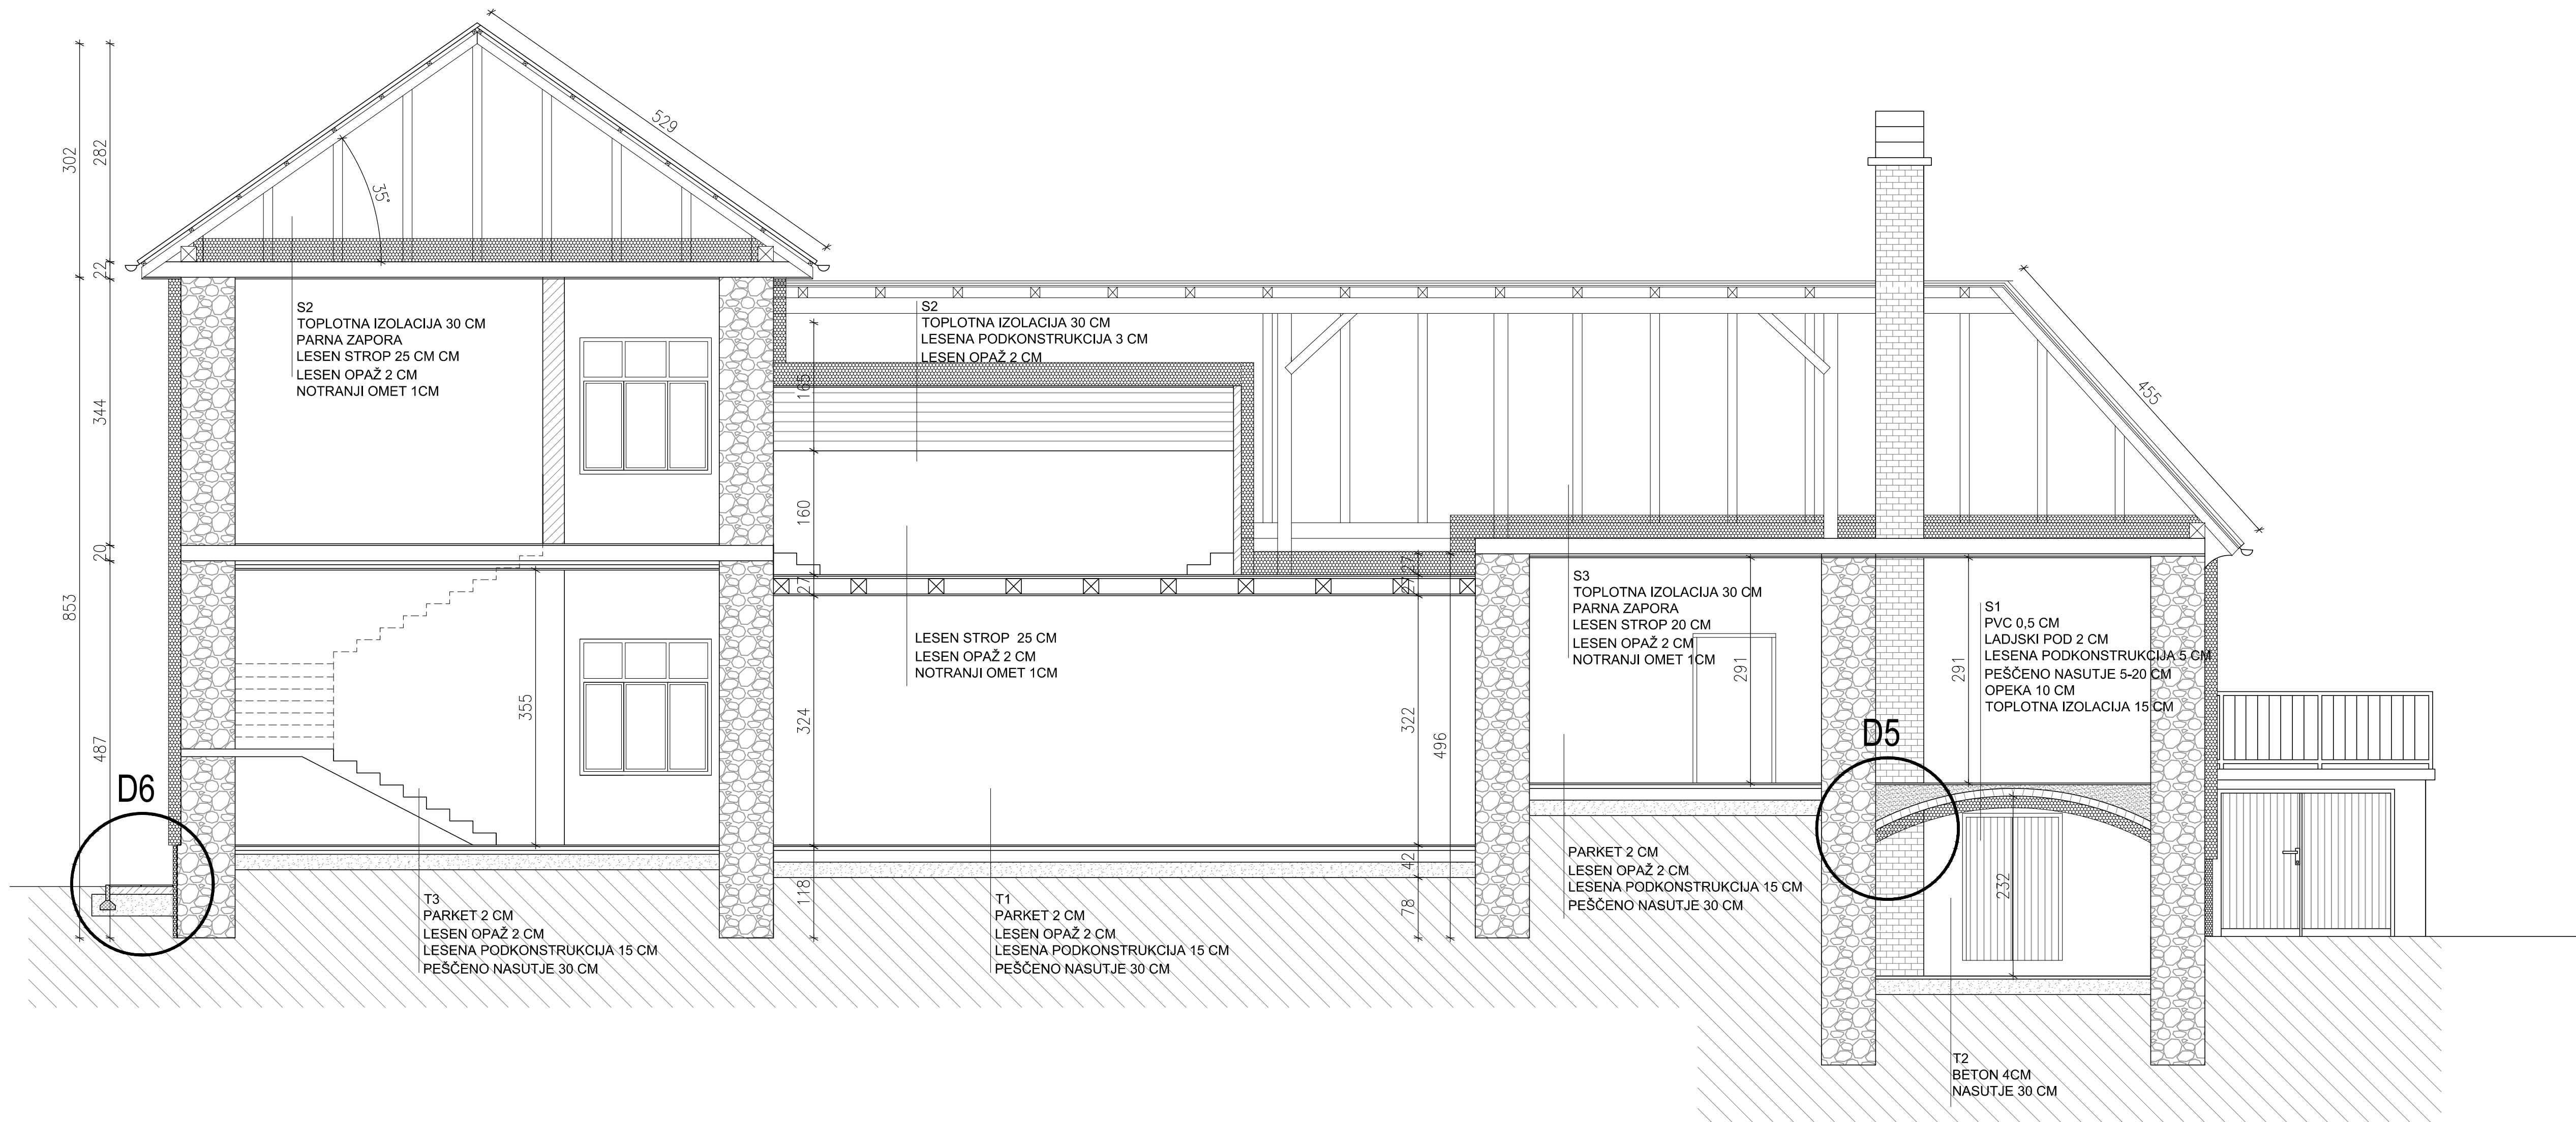 529
302
282
35°
22
S2
TOPLOTNA IZOLACIJA 30 CM
PARNA ZAPORA
LESEN STROP 25 CM CM
LESEN OPAŽ 2 CM
NOTRANJI OMET 1CM
S2
TOPLOTNA IZOLACIJA 30 CM
LESENA PODKONSTRUKCIJA 3 CM
LESEN OPAŽ 2 CM
455
165
344
160
20
27
27
27
853
487
355
324
322
496
291
291
LESEN STROP 25 CM
LESEN OPAŽ 2 CM
NOTRANJI OMET 1CM
S3
TOPLOTNA IZOLACIJA 30 CM
PARNA ZAPORA
LESEN STROP 20 CM
LESEN OPAŽ 2 CM
NOTRANJI OMET 1CM
S1
PVC 0,5 CM
LADJSKI POD 2 CM
LESENA PODKONSTRUKCIJA 5 CM
PEŠČENO NASUTJE 5-20 CM
OPEKA 10 CM
TOPLOTNA IZOLACIJA 15 CM
D5
D6
42
118
78
232
PARKET 2 CM
LESEN OPAŽ 2 CM
LESENA PODKONSTRUKCIJA 15 CM
PEŠČENO NASUTJE 30 CM
T3
PARKET 2 CM
LESEN OPAŽ 2 CM
LESENA PODKONSTRUKCIJA 15 CM
PEŠČENO NASUTJE 30 CM
T1
PARKET 2 CM
LESEN OPAŽ 2 CM
LESENA PODKONSTRUKCIJA 15 CM
PEŠČENO NASUTJE 30 CM
T2
BETON 4CM
NASUTJE 30 CM